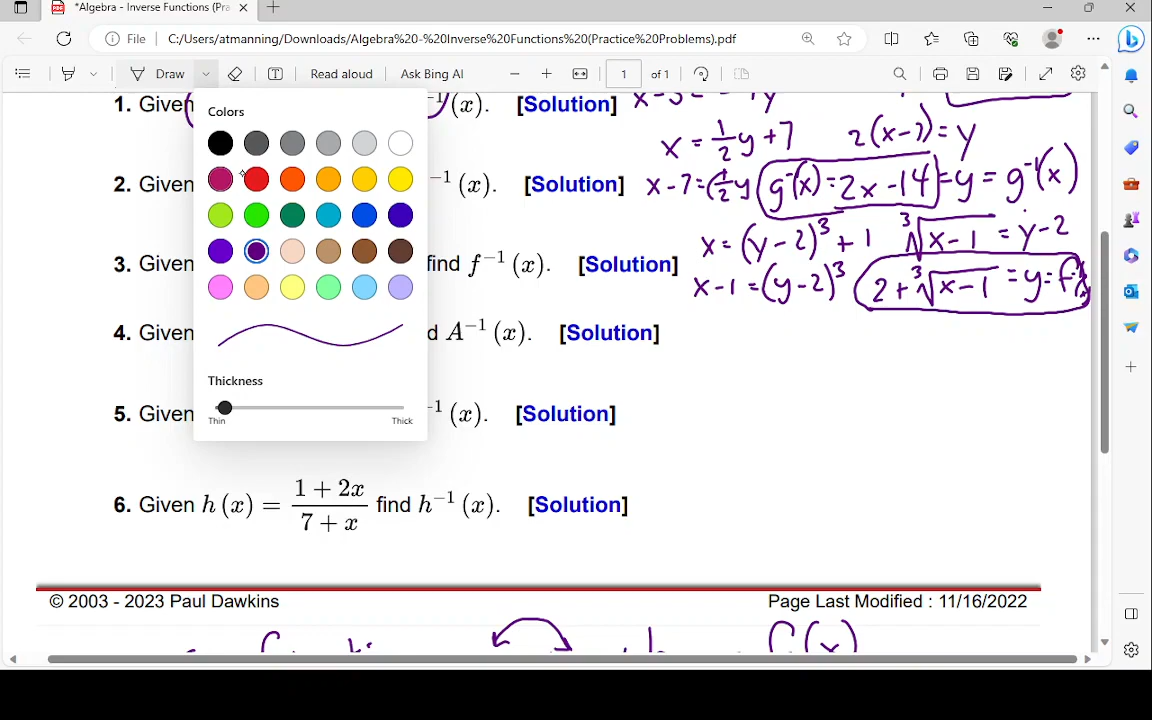 *Algebra - Inverse Functions (Pra
File C:/Users/atmanning/Downloads/Algebra%20-%20Inverse%20Functions%20(Practice%20Problems).pdf
Draw Read aloud Ask Bing AI 1 of 1
Colors
Thickness
Thin Thick
1. Given (x). [Solution]
x = ½y + 7 2(x-7) = y
2. Given ⁻¹(x). [Solution] x - 7 = (½y g⁻¹(x) = 2x - 14 = y = g⁻¹(x)
x = (y - 2)³ + 1 ³√x - 1 = y - 2
3. Given find f⁻¹(x). [Solution] x - 1 = (y - 2)³ 2 + ³√x - 1 = y =
4. Given d A⁻¹(x). [Solution]
5. Given ⁻¹(x). [Solution]
6. Given h(x) = (1 + 2x)/(7 + x) find h⁻¹(x). [Solution]
© 2003 - 2023 Paul Dawkins Page Last Modified : 11/16/2022